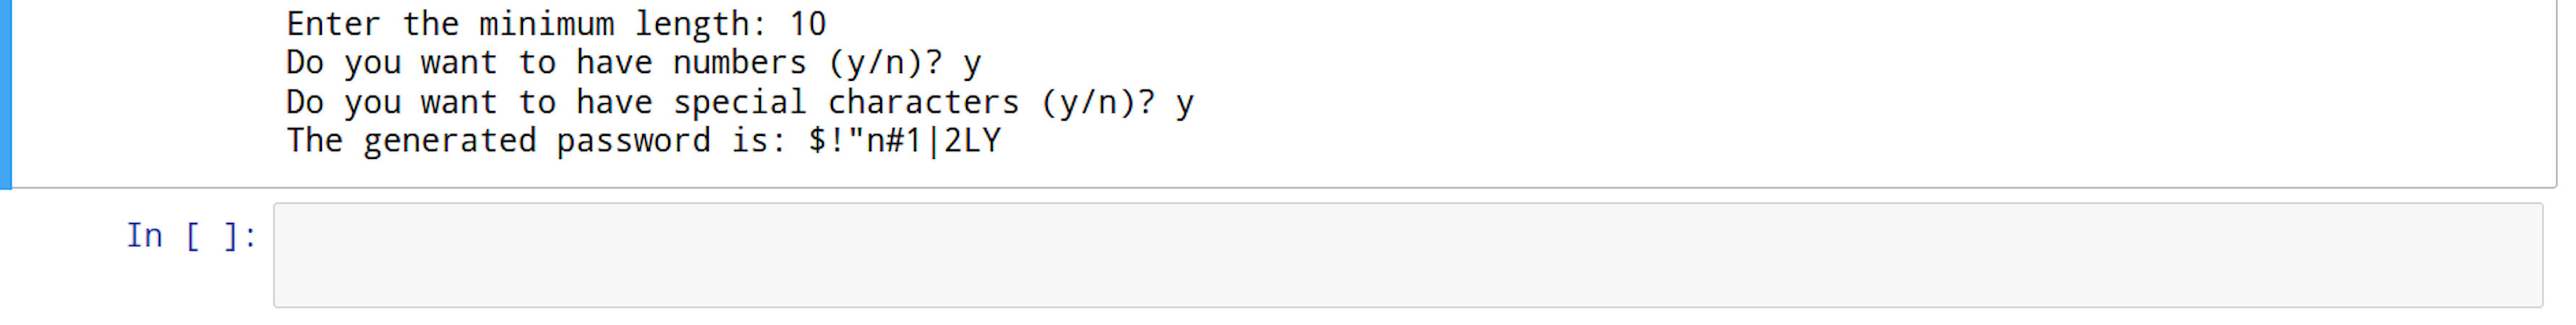 Enter the minimum length: 10
Do you want to have numbers (y/n)? y
Do you want to have special characters (y/n)? y
The generated password is: $!"n#1|2LY
In [ ]: